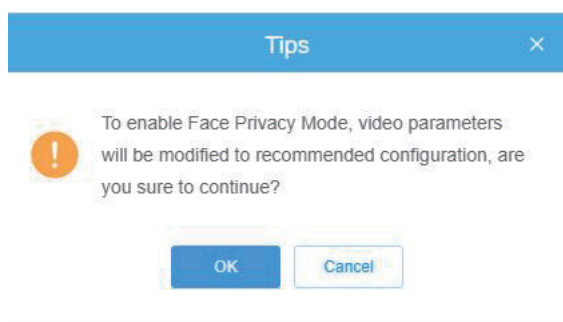 Tips
To enable Face Privacy Mode, video parameters
will be modified to recommended configuration, are
you sure to continue?
OK
Cancel